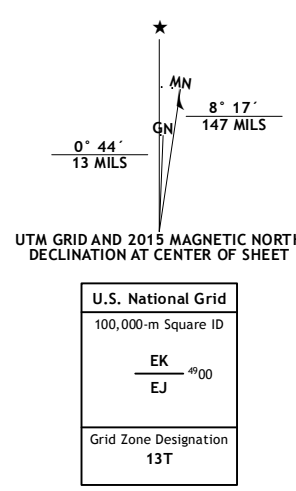 ★
MN
GN
8° 17´
147 MILS
0° 44´
13 MILS
UTM GRID AND 2015 MAGNETIC NORTH
DECLINATION AT CENTER OF SHEET
U.S. National Grid
100,000-m Square ID
EK
⁴⁹00
EJ
Grid Zone Designation
13T